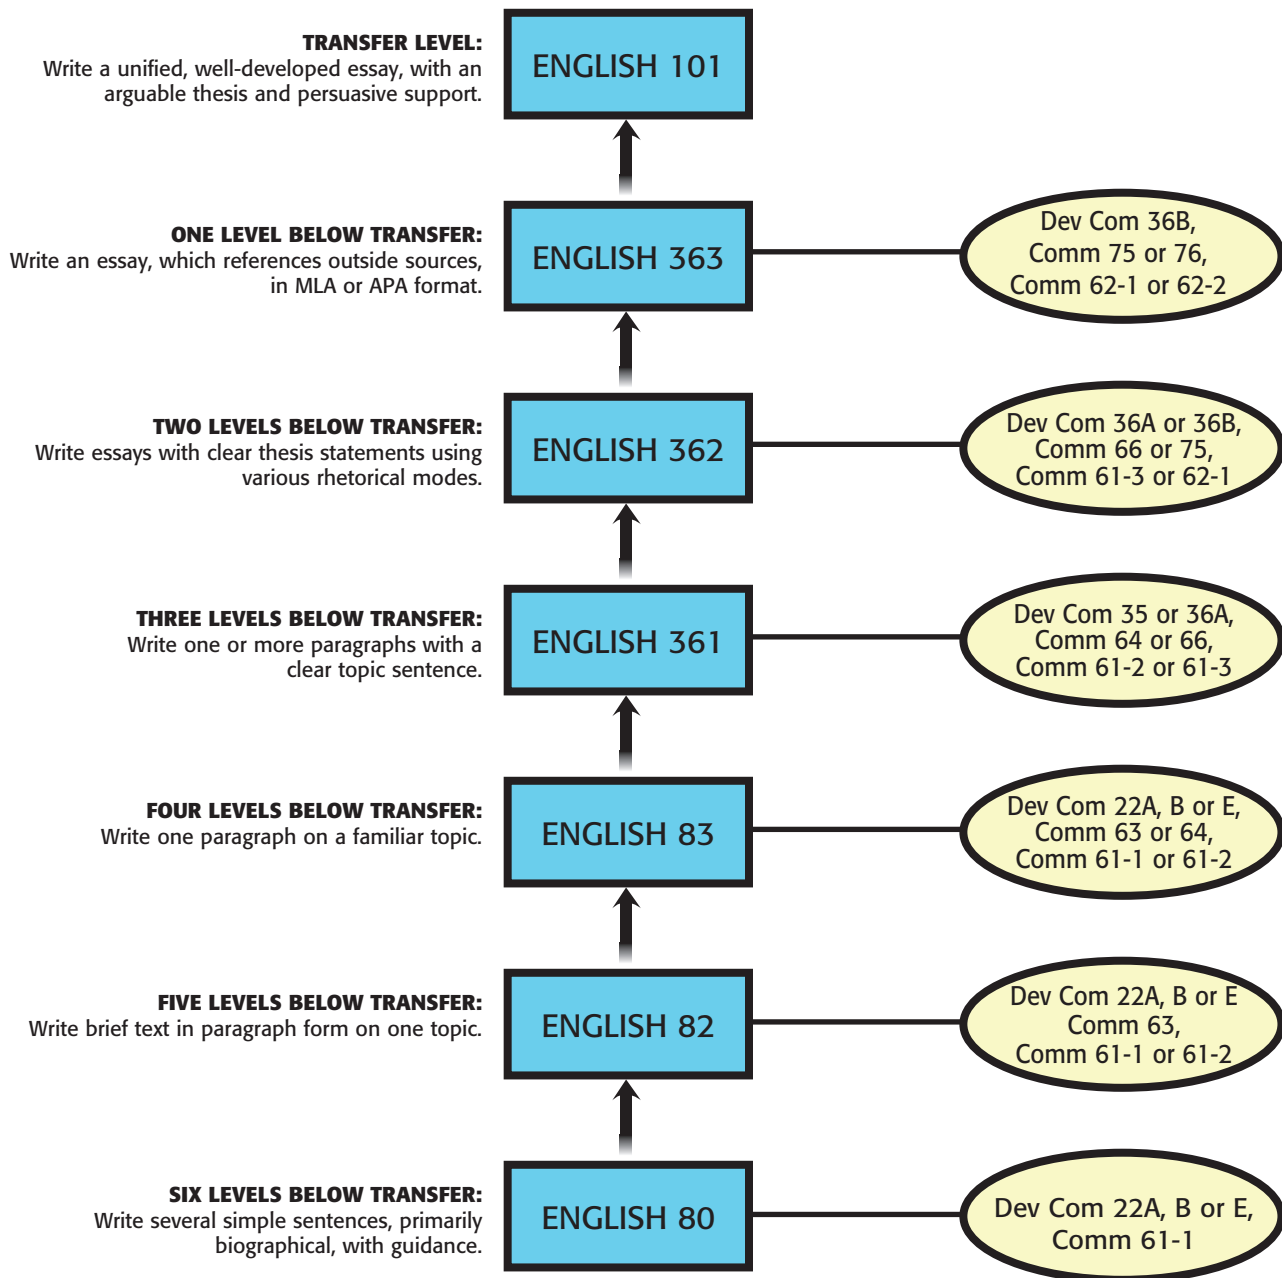 TRANSFER LEVEL:
Write a unified, well-developed essay, with an
arguable thesis and persuasive support.
ENGLISH 101
ONE LEVEL BELOW TRANSFER:
Write an essay, which references outside sources,
in MLA or APA format.
ENGLISH 363
Dev Com 36B,
Comm 75 or 76,
Comm 62-1 or 62-2
TWO LEVELS BELOW TRANSFER:
Write essays with clear thesis statements using
various rhetorical modes.
ENGLISH 362
Dev Com 36A or 36B,
Comm 66 or 75,
Comm 61-3 or 62-1
THREE LEVELS BELOW TRANSFER:
Write one or more paragraphs with a
clear topic sentence.
ENGLISH 361
Dev Com 35 or 36A,
Comm 64 or 66,
Comm 61-2 or 61-3
FOUR LEVELS BELOW TRANSFER:
Write one paragraph on a familiar topic.
ENGLISH 83
Dev Com 22A, B or E,
Comm 63 or 64,
Comm 61-1 or 61-2
FIVE LEVELS BELOW TRANSFER:
Write brief text in paragraph form on one topic.
ENGLISH 82
Dev Com 22A, B or E
Comm 63,
Comm 61-1 or 61-2
SIX LEVELS BELOW TRANSFER:
Write several simple sentences, primarily
biographical, with guidance.
ENGLISH 80
Dev Com 22A, B or E,
Comm 61-1